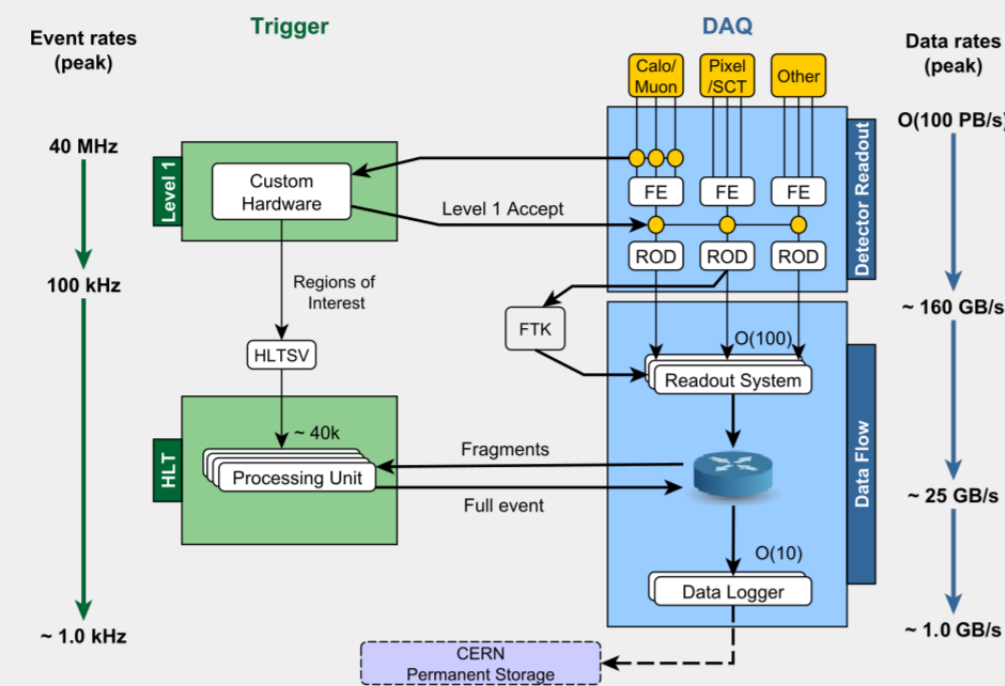 Trigger
DAQ
Event rates
(peak)
Data rates
(peak)
Calo/
Muon
Pixel
/SCT
Other
O(100 PB/s)
40 MHz
Level 1
Custom
Hardware
FE
FE
FE
Detector Readout
Level 1 Accept
ROD
ROD
ROD
100 kHz
Regions of
Interest
~ 160 GB/s
FTK
HLTSV
O(100)
Readout System
~ 40k
HLT
Processing Unit
Fragments
Full event
Data Flow
~ 25 GB/s
O(10)
Data Logger
~ 1.0 kHz
~ 1.0 GB/s
CERN
Permanent Storage